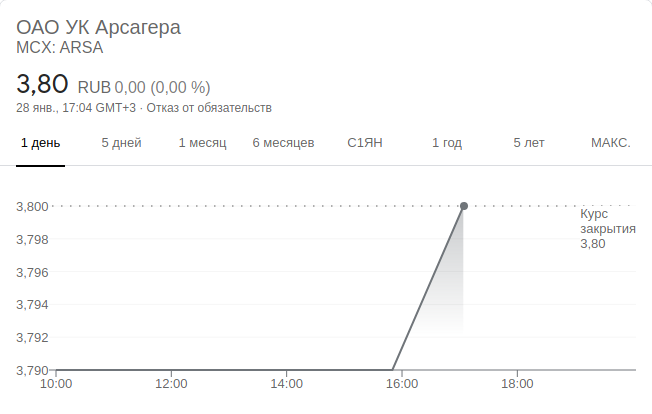 ОАО УК Арсагера
MCX: ARSA
3,80 RUB 0,00 (0,00 %)
28 янв., 17:04 GMT+3 · Отказ от обязательств
1 день 5 дней 1 месяц 6 месяцев С1ЯН 1 год 5 лет МАКС.
3,800
Курс
закрытия
3,80
3,798
3,796
3,794
3,792
3,790
10:00 12:00 14:00 16:00 18:00